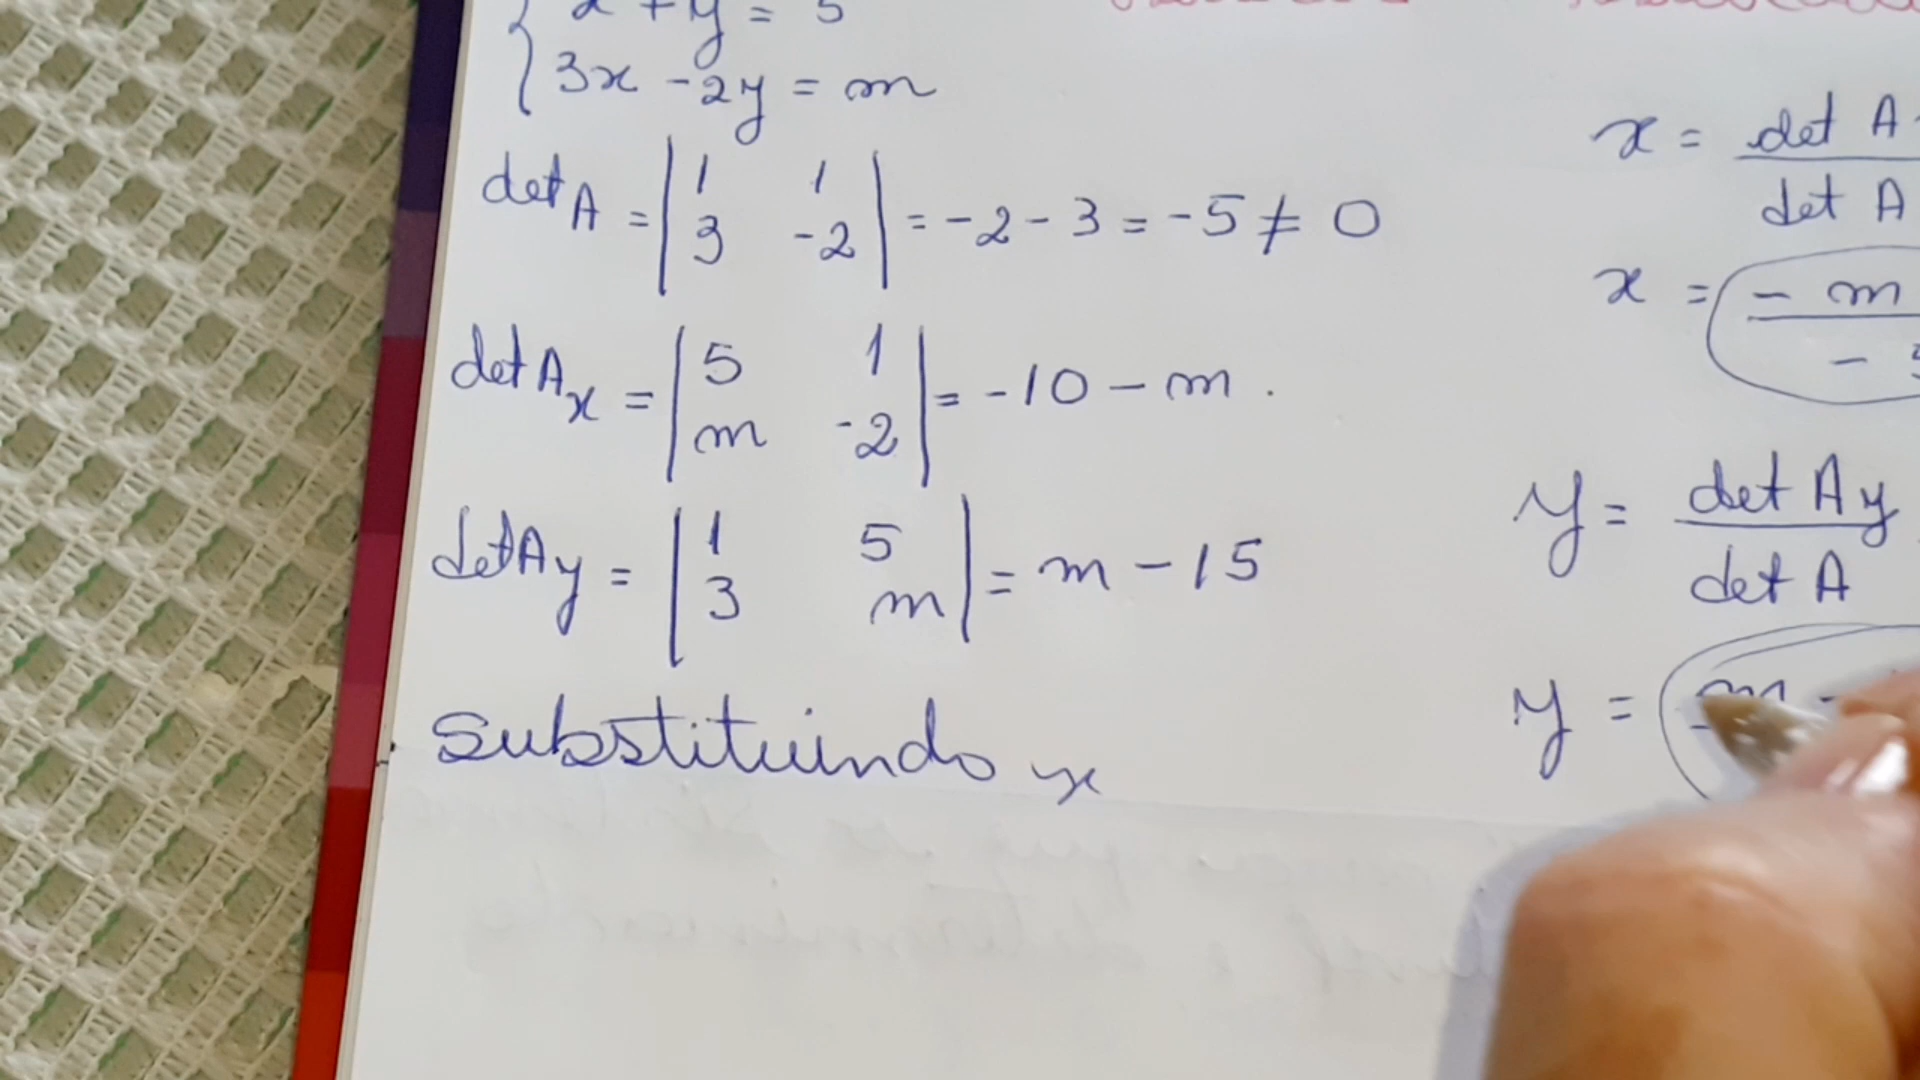 x + y = 5
3x - 2y = m
det A = | 1 1 | = -2 - 3 = -5 ≠ 0
| 3 -2 |
det Ax = | 5 1 | = -10 - m .
| m -2 |
det Ay = | 1 5 | = m - 15
| 3 m |
Substituindo x
x = det A
det A
x = - m
-
y = det Ay
det A
y = m -